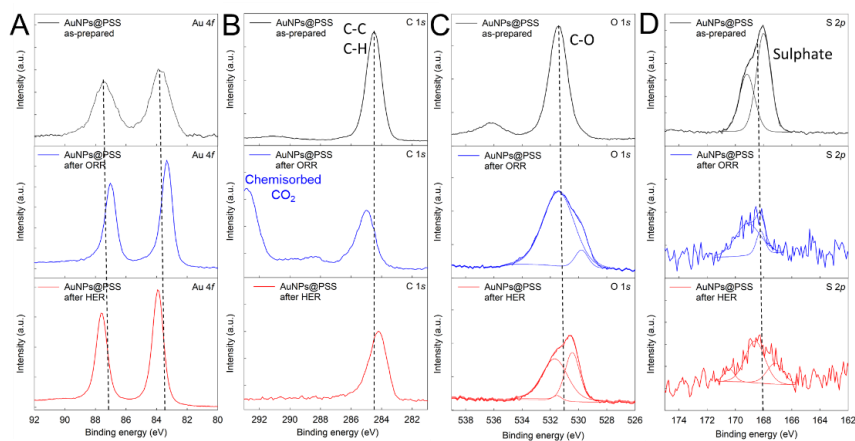 A
AuNPs@PSS
as-prepared
Au 4f
Intensity (a.u.)
AuNPs@PSS
after ORR
Au 4f
Intensity (a.u.)
AuNPs@PSS
after HER
Au 4f
Intensity (a.u.)
92 90 88 86 84 82 80
Binding energy (eV)
B
AuNPs@PSS
as-prepared
C 1s
C-C
C-H
Intensity (a.u.)
AuNPs@PSS
after ORR
C 1s
Chemisorbed
CO2
Intensity (a.u.)
AuNPs@PSS
after HER
C 1s
Intensity (a.u.)
292 290 288 286 284 282
Binding energy (eV)
C
AuNPs@PSS
as-prepared
O 1s
C-O
Intensity (a.u.)
AuNPs@PSS
after ORR
O 1s
Intensity (a.u.)
AuNPs@PSS
after HER
O 1s
Intensity (a.u.)
538 536 534 532 530 528 526
Binding energy (eV)
D
AuNPs@PSS
as-prepared
S 2p
Sulphate
Intensity (a.u.)
AuNPs@PSS
after ORR
S 2p
Intensity (a.u.)
AuNPs@PSS
after HER
S 2p
Intensity (a.u.)
174 172 170 168 166 164 162
Binding energy (eV)